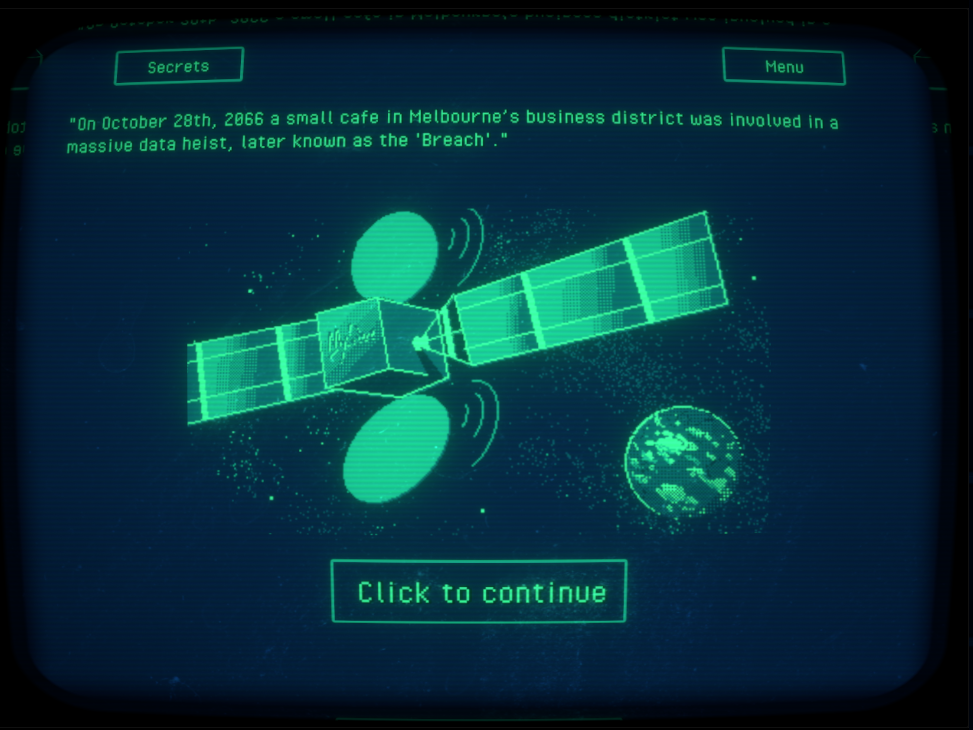 Secrets
Menu
"On October 28th, 2066 a small cafe in Melbourne's business district was involved in a
massive data heist, later known as the 'Breach'."
Click to continue